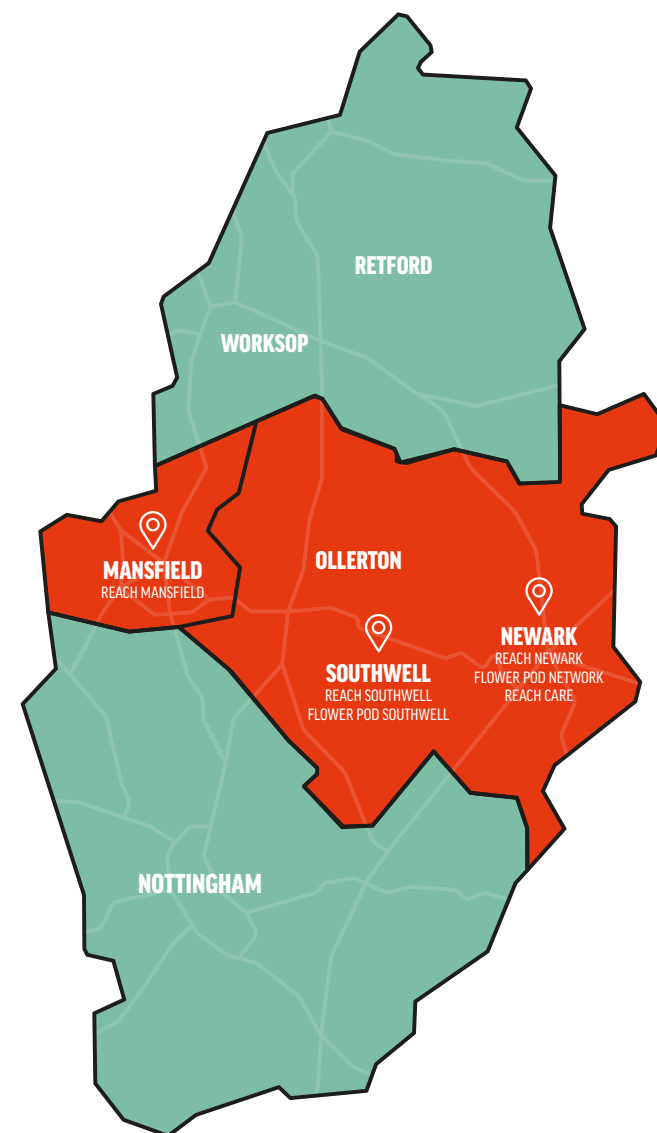 RETFORD
WORKSOP
OLLERTON
MANSFIELD
REACH MANSFIELD
NEWARK
REACH NEWARK
FLOWER POD NETWORK
REACH CARE
SOUTHWELL
REACH SOUTHWELL
FLOWER POD SOUTHWELL
NOTTINGHAM